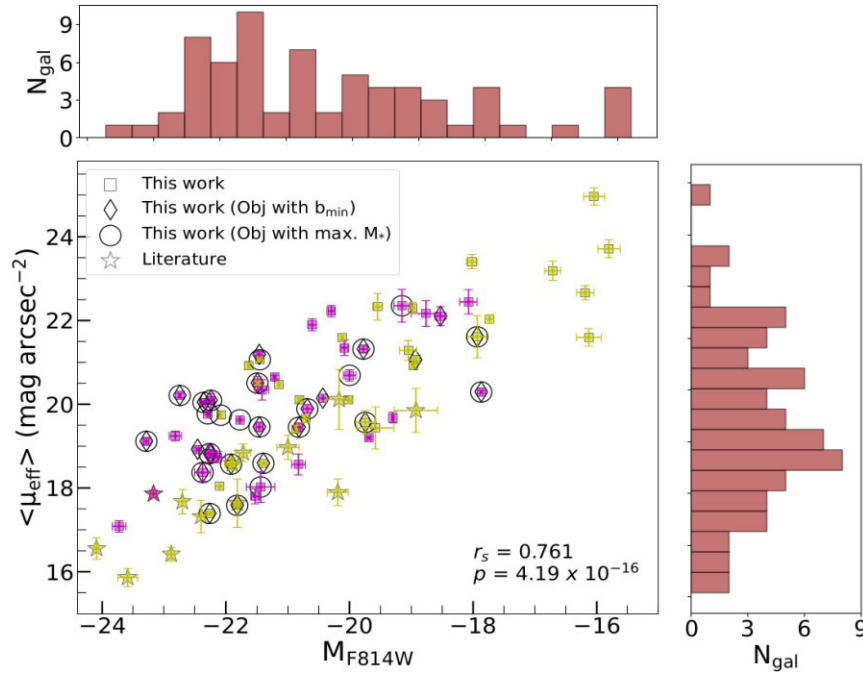 9
6
3
0
N_gal
This work
This work (Obj with b_min)
This work (Obj with max. M_*)
Literature
24
22
20
18
16
<μ_eff> (mag arcsec⁻²)
r_s = 0.761
p = 4.19 x 10⁻¹⁶
−24
−22
−20
−18
−16
M_F814W
0
3
6
9
N_gal